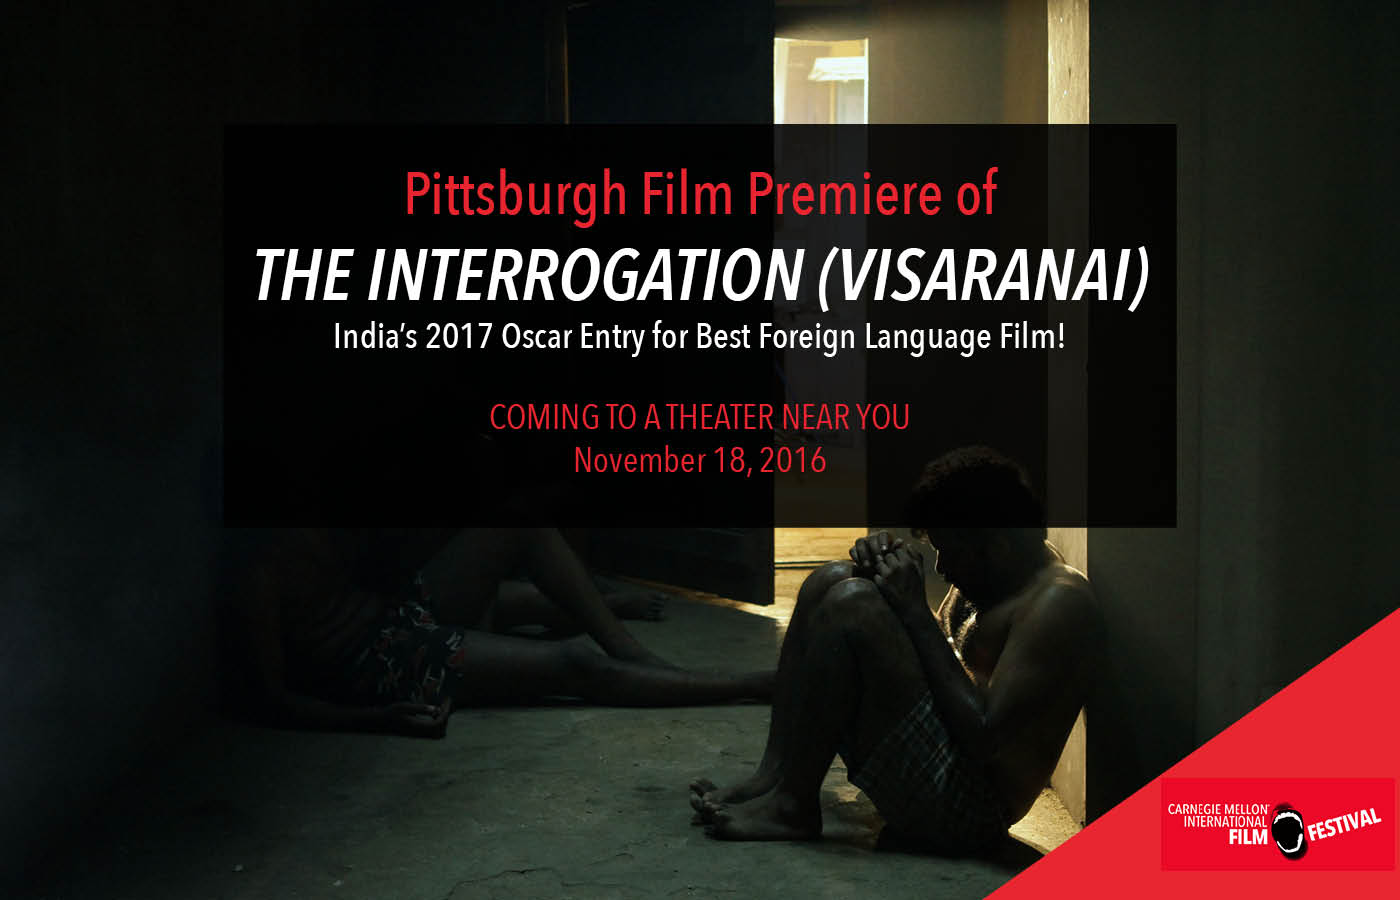 Pittsburgh Film Premiere of
THE INTERROGATION (VISARANAI)
India’s 2017 Oscar Entry for Best Foreign Language Film!
COMING TO A THEATER NEAR YOU
November 18, 2016
CARNEGIE MELLON
INTERNATIONAL
FILM
FESTIVAL